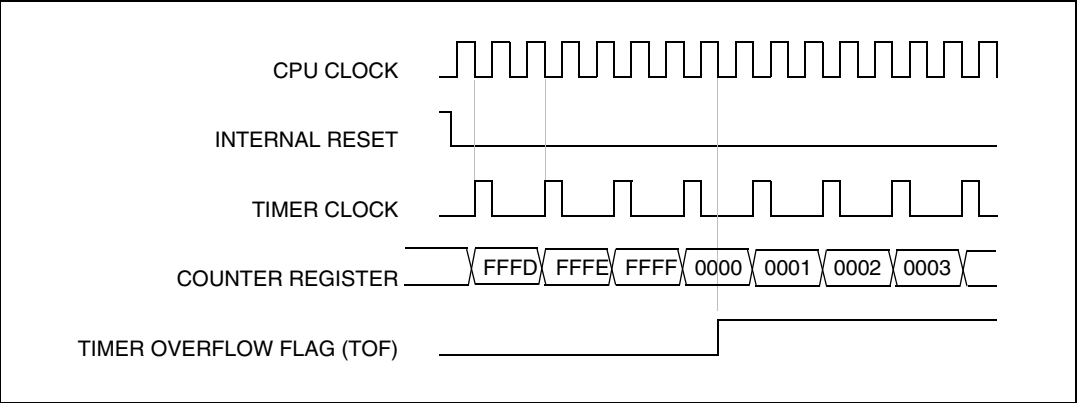 CPU CLOCK
INTERNAL RESET
TIMER CLOCK
COUNTER REGISTER FFFD FFFE FFFF 0000 0001 0002 0003
TIMER OVERFLOW FLAG (TOF)